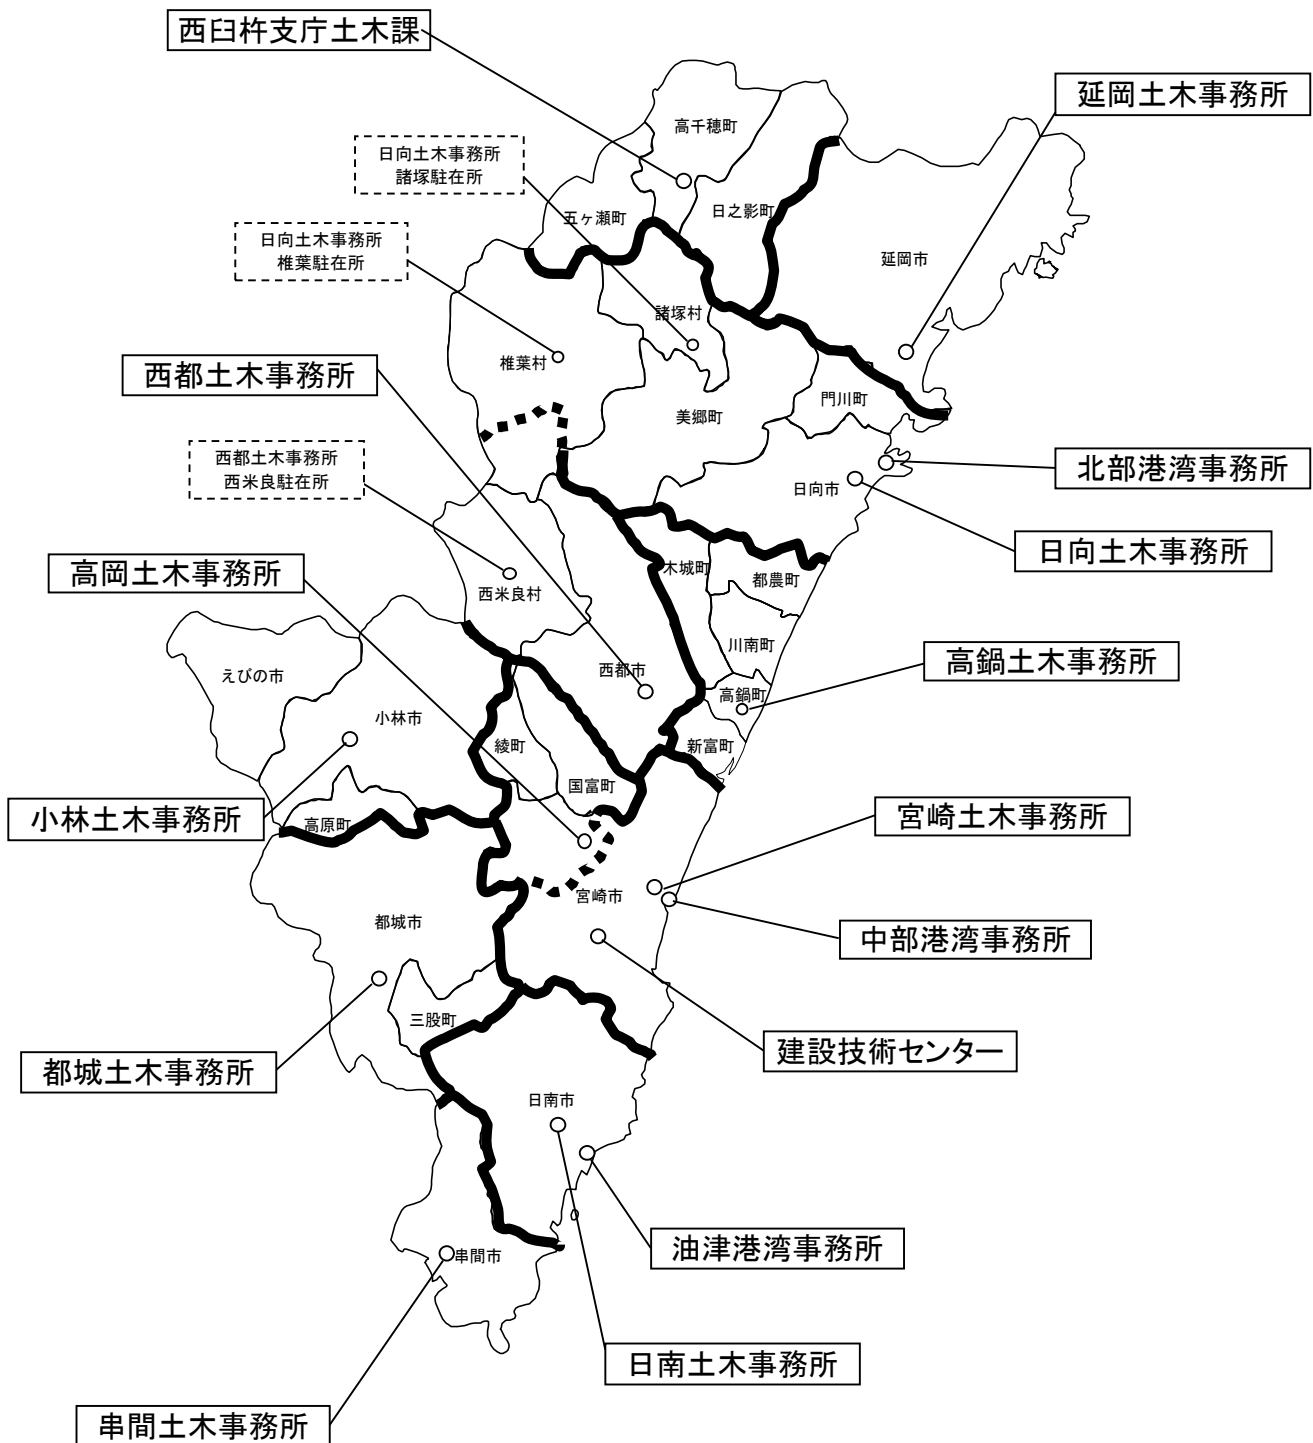 西臼杵支庁土木課
延岡土木事務所
高千穂町
日向土木事務所
諸塚駐在所
日之影町
五ヶ瀬町
日向土木事務所
椎葉駐在所
延岡市
諸塚村
椎葉村
西都土木事務所
門川町
美郷町
西都土木事務所
西米良駐在所
北部港湾事務所
日向市
日向土木事務所
高岡土木事務所
木城町
都農町
西米良村
川南町
高鍋土木事務所
えびの市
西都市
高鍋町
小林市
綾町
新富町
国富町
小林土木事務所
高原町
宮崎土木事務所
宮崎市
都城市
中部港湾事務所
三股町
建設技術センター
都城土木事務所
日南市
油津港湾事務所
串間市
日南土木事務所
串間土木事務所